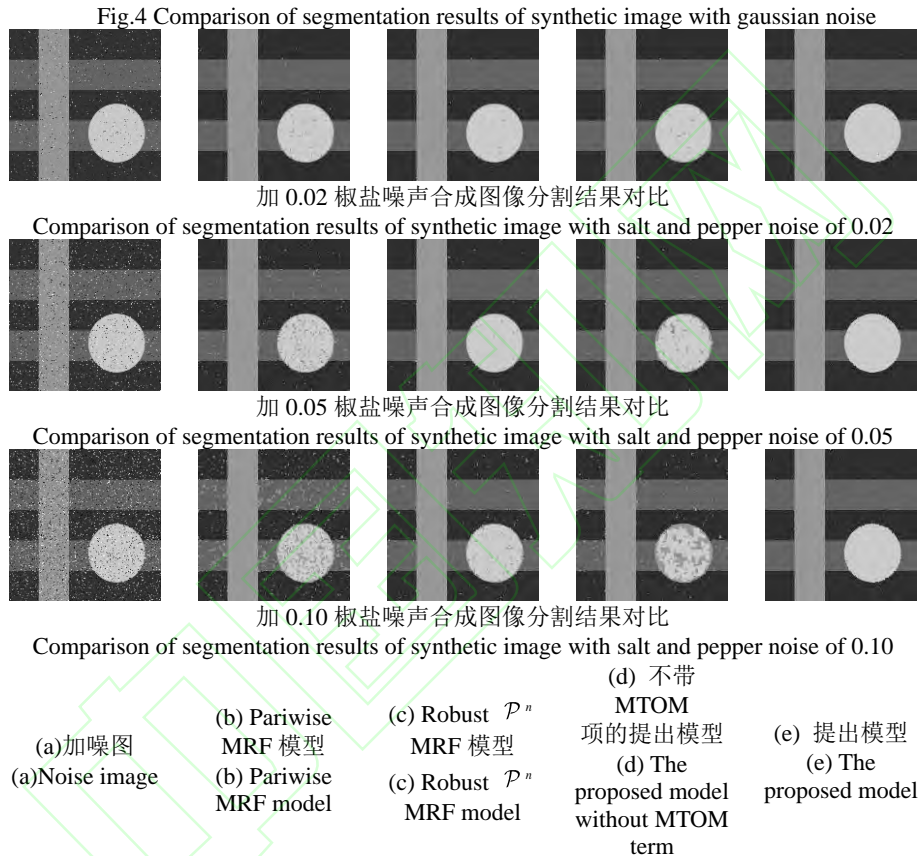 Fig.4 Comparison of segmentation results of synthetic image with gaussian noise
加 0.02 椒盐噪声合成图像分割结果对比
Comparison of segmentation results of synthetic image with salt and pepper noise of 0.02
加 0.05 椒盐噪声合成图像分割结果对比
Comparison of segmentation results of synthetic image with salt and pepper noise of 0.05
加 0.10 椒盐噪声合成图像分割结果对比
Comparison of segmentation results of synthetic image with salt and pepper noise of 0.10
(a)加噪图
(a)Noise image
(b) Pariwise
MRF 模型
(b) Pairwise
MRF model
(c) Robust 𝒫ⁿ
MRF 模型
(c) Robust 𝒫ⁿ
MRF model
(d) 不带
MTOM
项的提出模型
(d) The
proposed model
without MTOM
term
(e) 提出模型
(e) The
proposed model